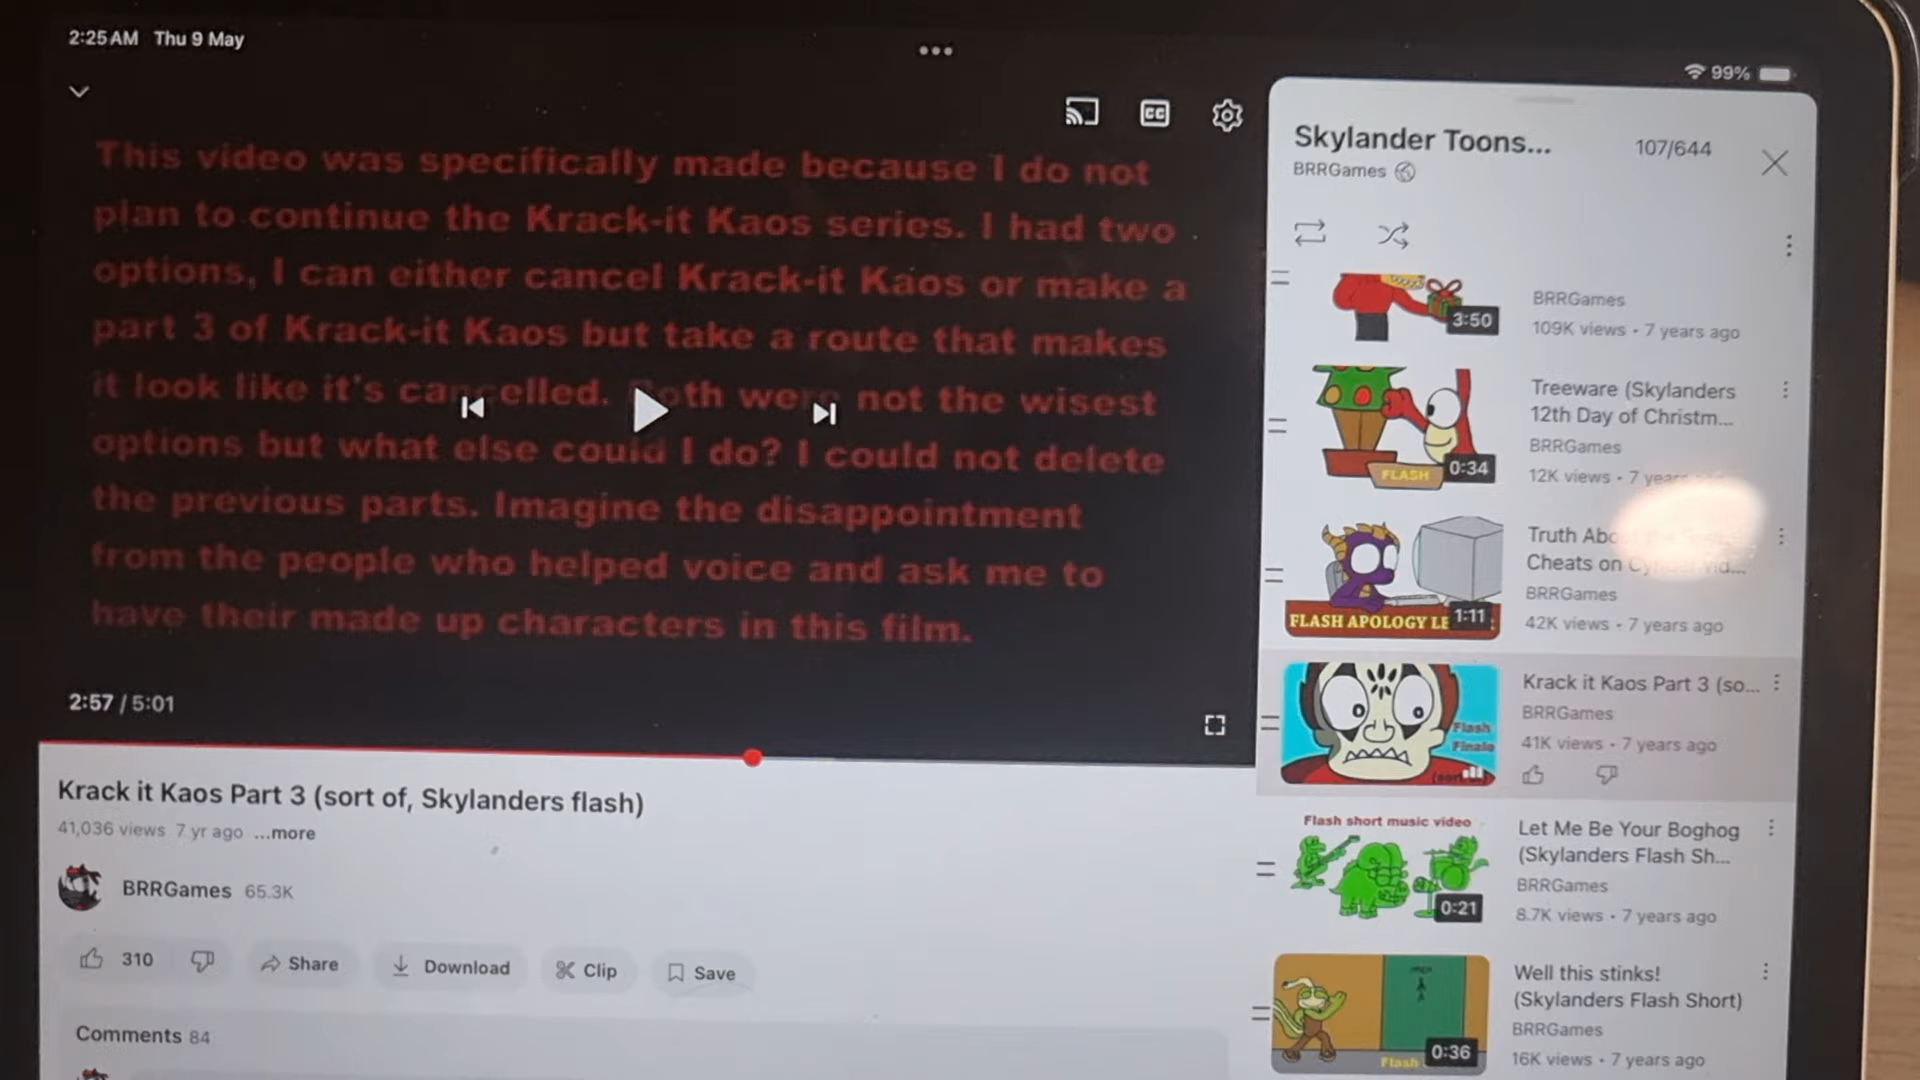 2:25 AM Thu 9 May
99%
This video was specifically made because I do not
plan to continue the Krack-it Kaos series. I had two
options, I can either cancel Krack-it Kaos or make a
part 3 of Krack-it Kaos but take a route that makes
it look like it's cancelled. Both were not the wisest
options but what else could I do? I could not delete
the previous parts. Imagine the disappointment
from the people who helped voice and ask me to
have their made up characters in this film.
CC
2:57 / 5:01
Krack it Kaos Part 3 (sort of, Skylanders flash)
41,036 views 7 yr ago ...more
BRRGames 65.3K
310
Share
Download
Clip
Save
Comments 84
Skylander Toons...
107/644
BRRGames
3:50
BRRGames
109K views • 7 years ago
FLASH
0:34
Treeware (Skylanders
12th Day of Christm...
BRRGames
12K views • 7 years
FLASH APOLOGY LE
1:11
Truth
Cheats on
BRRGames
42K views • 7 years ago
Flash
Finale
(sort
Krack it Kaos Part 3 (so...
BRRGames
41K views • 7 years ago
Flash short music video
0:21
Let Me Be Your Boghog
(Skylanders Flash Sh...
BRRGames
8.7K views • 7 years ago
Flash
0:36
Well this stinks!
(Skylanders Flash Short)
BRRGames
16K views • 7 years ago